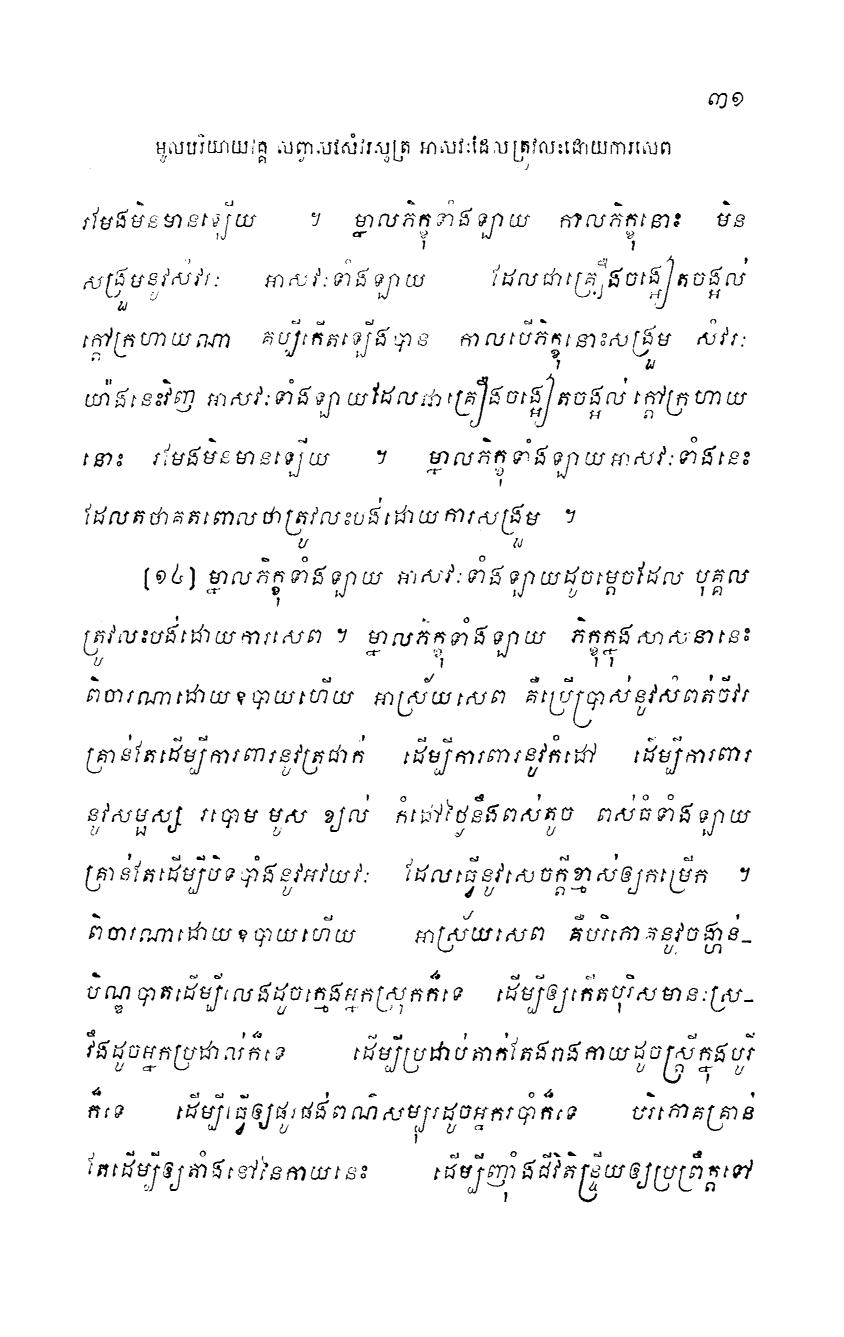 ៣១
មូលបរិយាយវគ្គ សព្វាសវសំវរសូត្រ អាសវៈដែលត្រូវលះដោយការសេព
រមែងមិនមានឡើយ ។ ម្នាលភិក្ខុទាំងឡាយ កាលភិក្ខុនោះ មិន
សង្រួមនូវសំវរៈ អាសវៈទាំងឡាយ ដែលជាគ្រឿងចង្អៀតចង្អល់
ក្តៅក្រហាយណា គប្បីកើតឡើងបាន កាលបើភិក្ខុនោះសង្រួម សំវរៈ
យ៉ាងនេះវិញ អាសវៈទាំងឡាយដែលជាគ្រឿងចង្អៀតចង្អល់ ក្តៅក្រហាយ
នោះ រមែងមិនមានឡើយ ។ ម្នាលភិក្ខុទាំងឡាយអាសវៈទាំងនេះ
ដែលតថាគតពោលថាត្រូវលះបង់ដោយការសង្រួម ។
(១៤) ម្នាលភិក្ខុទាំងឡាយ អាសវៈទាំងឡាយដូចម្តេចដែល បុគ្គល
ត្រូវលះបង់ដោយការសេព ។ ម្នាលភិក្ខុទាំងឡាយ ភិក្ខុក្នុងសាសនានេះ
ពិចារណាដោយឧបាយហើយ អាស្រ័យសេព គឺប្រើប្រាស់នូវសំពត់ចីវរ
គ្រាន់តែដើម្បីការពារនូវត្រជាក់ ដើម្បីការពារនូវកំដៅ ដើម្បីការពារ
នូវសម្ផស្ស របោម មូស ខ្យល់ កំដៅថ្ងៃនឹងពស់តូច ពស់ធំទាំងឡាយ
គ្រាន់តែដើម្បីបិទបាំងនូវអវយវៈ ដែលធ្វើនូវសេចក្តីខ្មាស់ឲ្យកម្រើក ។
ពិចារណាដោយឧបាយហើយ អាស្រ័យសេព គឺបរិភោគនូវចង្ហាន់-
បិណ្ឌបាតដើម្បីលេងដូចក្មេងអ្នកស្រុកក៏ទេ ដើម្បីឲ្យកើតបុរិសមានៈស្រ-
វឹងដូចអ្នកប្រដាល់ក៏ទេ ដើម្បីប្រដាប់តាក់តែងរាងកាយដូចស្ត្រីក្នុងបូរី
ក៏ទេ ដើម្បីធ្វើឲ្យផូរផង់ពណ៌សម្បុរដូចអ្នករបាំក៏ទេ បរិភោគគ្រាន់
តែដើម្បីឲ្យតាំងនៅនៃកាយនេះ ដើម្បីញ៉ាំងជីវិតិន្ទ្រីយឲ្យប្រព្រឹត្តទៅ